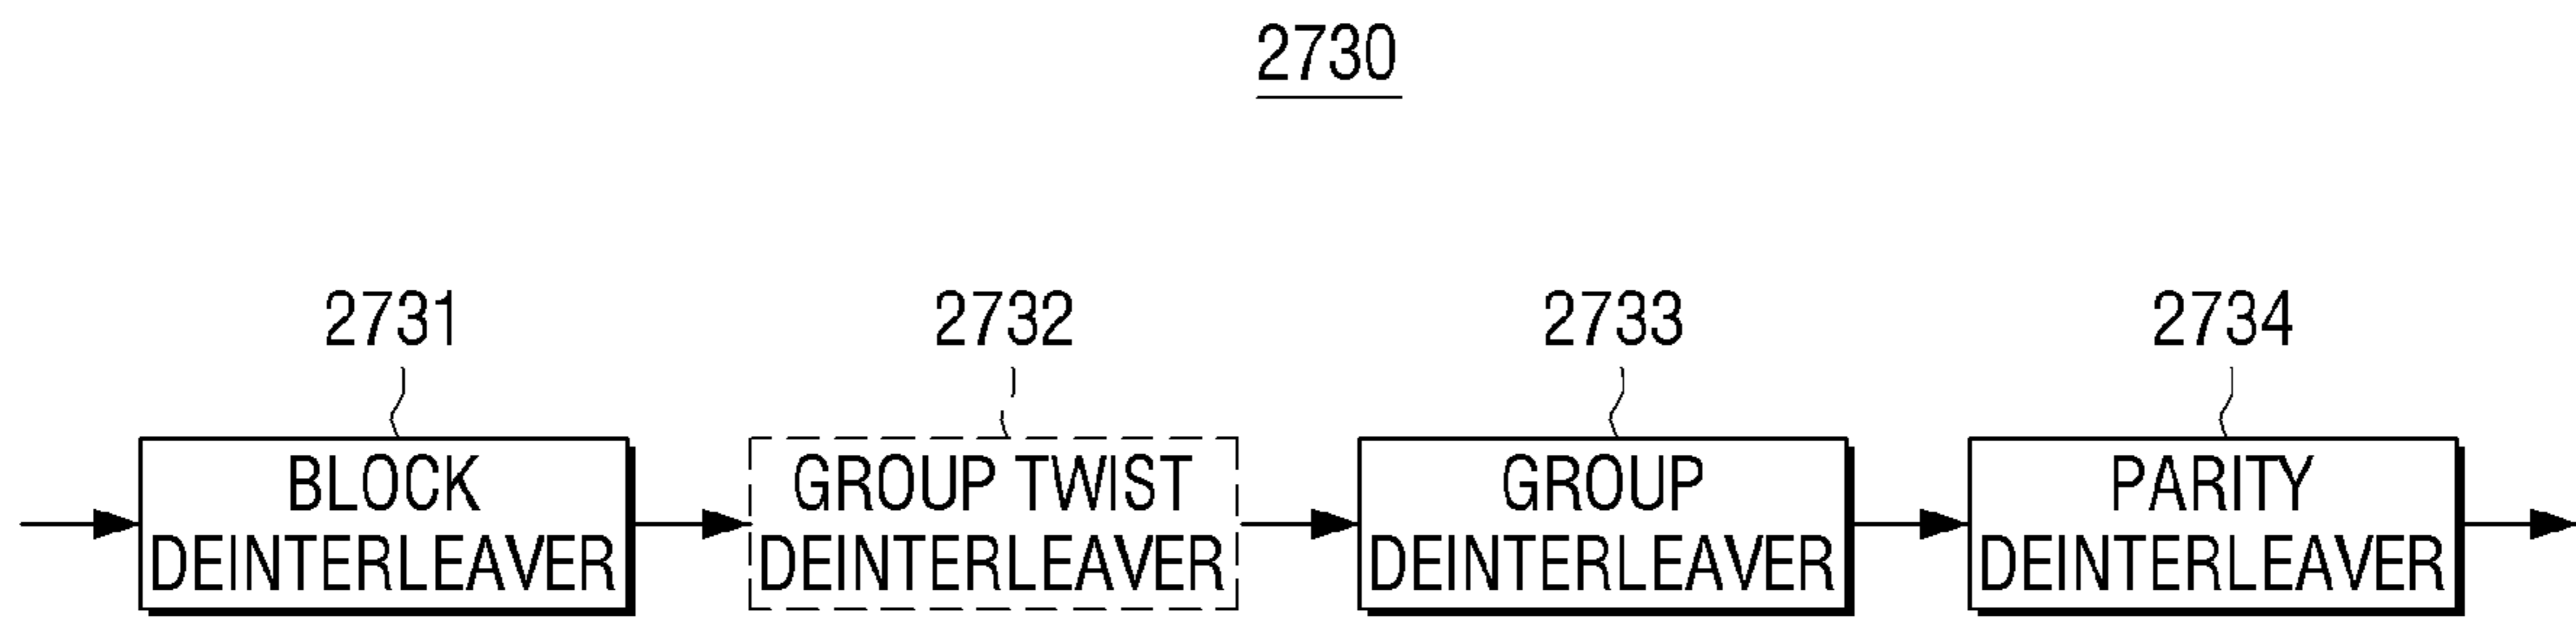 2730
2731
2732
2733
2734
BLOCK
DEINTERLEAVER
GROUP TWIST
DEINTERLEAVER
GROUP
DEINTERLEAVER
PARITY
DEINTERLEAVER